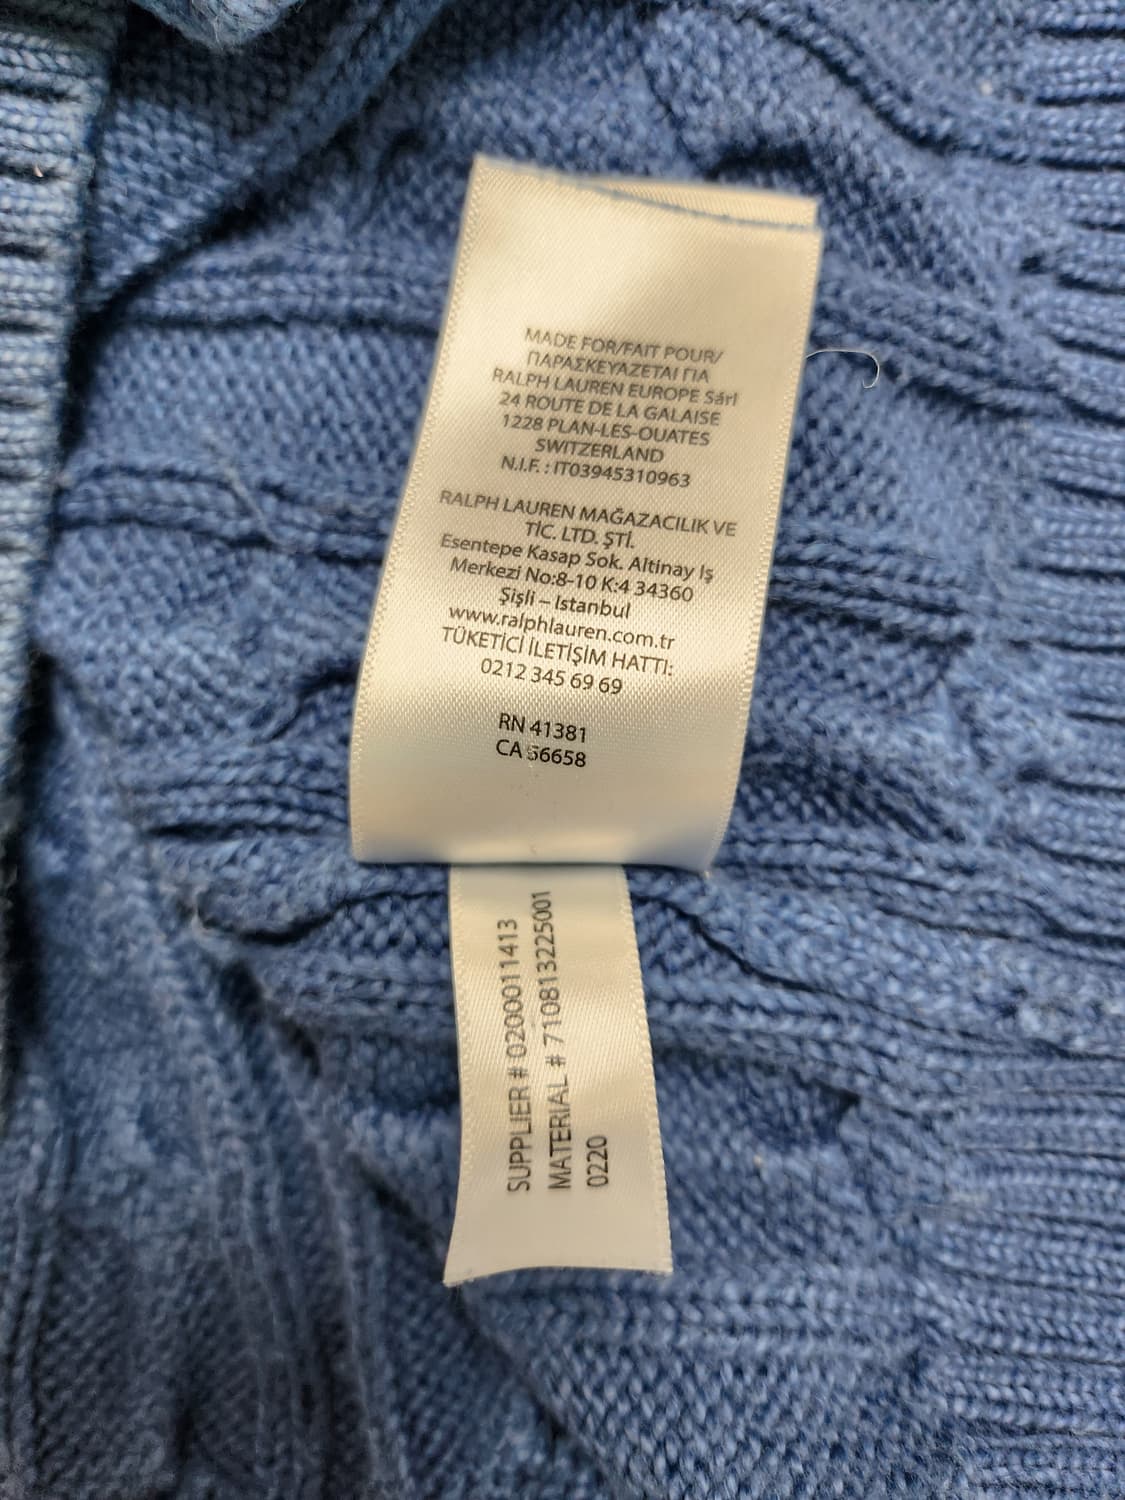 MADE FOR/FAIT POUR/
ΠΑΡΑΣΚΕΥΑΖΕΤΑΙ ΓΙΑ
RALPH LAUREN EUROPE Sárl
24 ROUTE DE LA GALAISE
1228 PLAN-LES-OUATES
SWITZERLAND
N.I.F. : IT03945310963
RALPH LAUREN MAĞAZACILIK VE
TİC. LTD. ŞTİ.
Esentepe Kasap Sok. Altinay Iş
Merkezi No:8-10 K:4 34360
Şişli – Istanbul
www.ralphlauren.com.tr
TÜKETİCİ İLETİŞİM HATTI:
0212 345 69 69
RN 41381
CA 56658
SUPPLIER # 0200011413
MATERIAL # 710813225001
0220